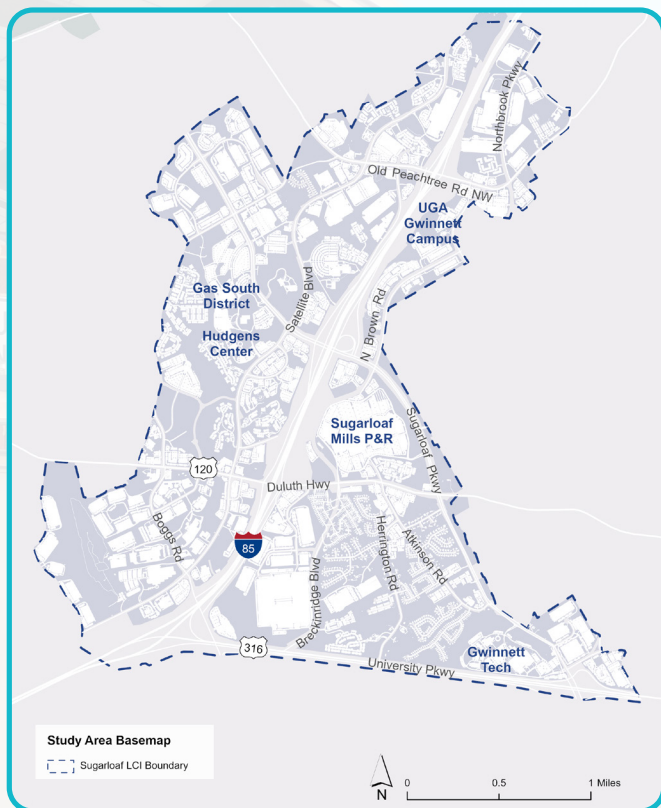 Northbrook Pkwy
Old Peachtree Rd NW
UGA
Gwinnett
Campus
Gas South
District
Satellite Blvd
N Brown Rd
Hudgens
Center
Sugarloaf
Mills P&R
Sugarloaf Pkwy
120
Duluth Hwy
Boggs Rd
85
Herrington Rd
Atkinson Rd
Breckinridge Blvd
316
University Pkwy
Gwinnett
Tech
Study Area Basemap
Sugarloaf LCI Boundary
N
0 0.5 1 Miles